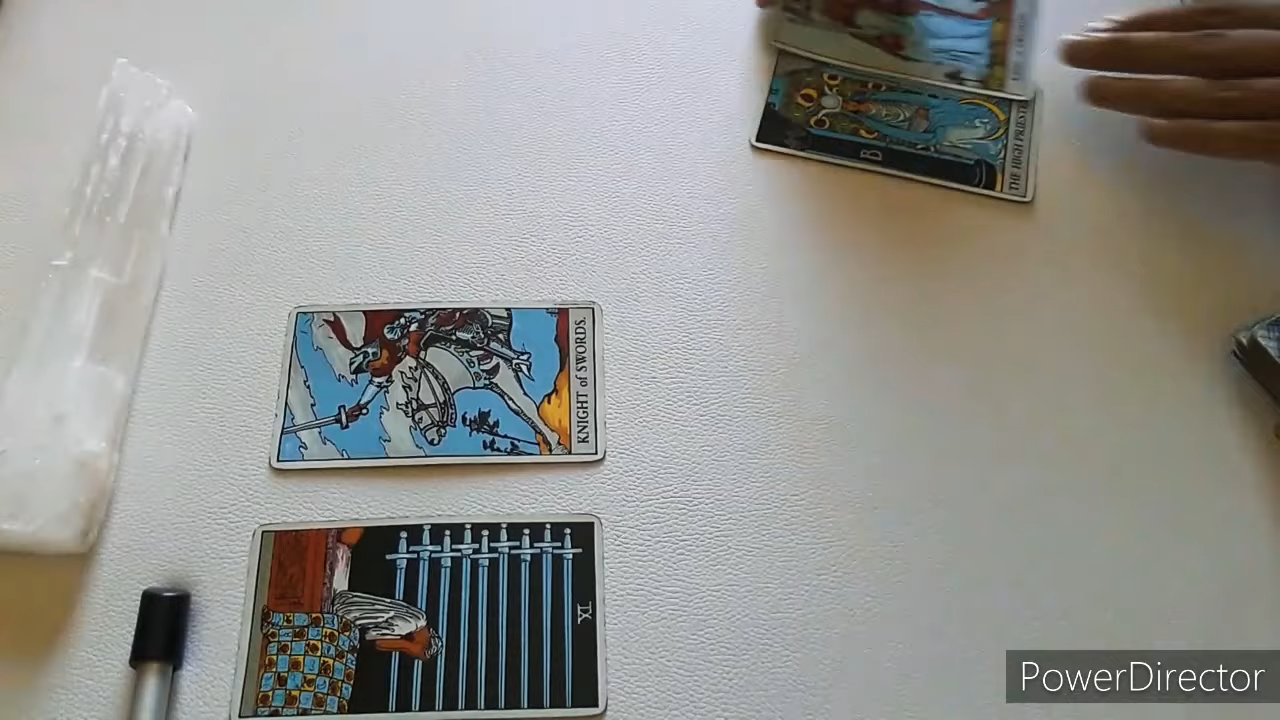 THE HIGH PRIEST
B
KNIGHT of SWORDS.
IX
PowerDirector